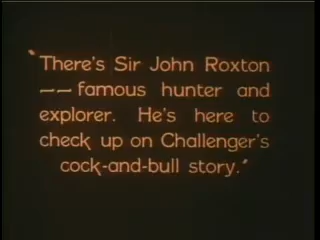 "There's Sir John Roxton
——famous hunter and
explorer. He's here to
check up on Challenger's
cock-and-bull story."